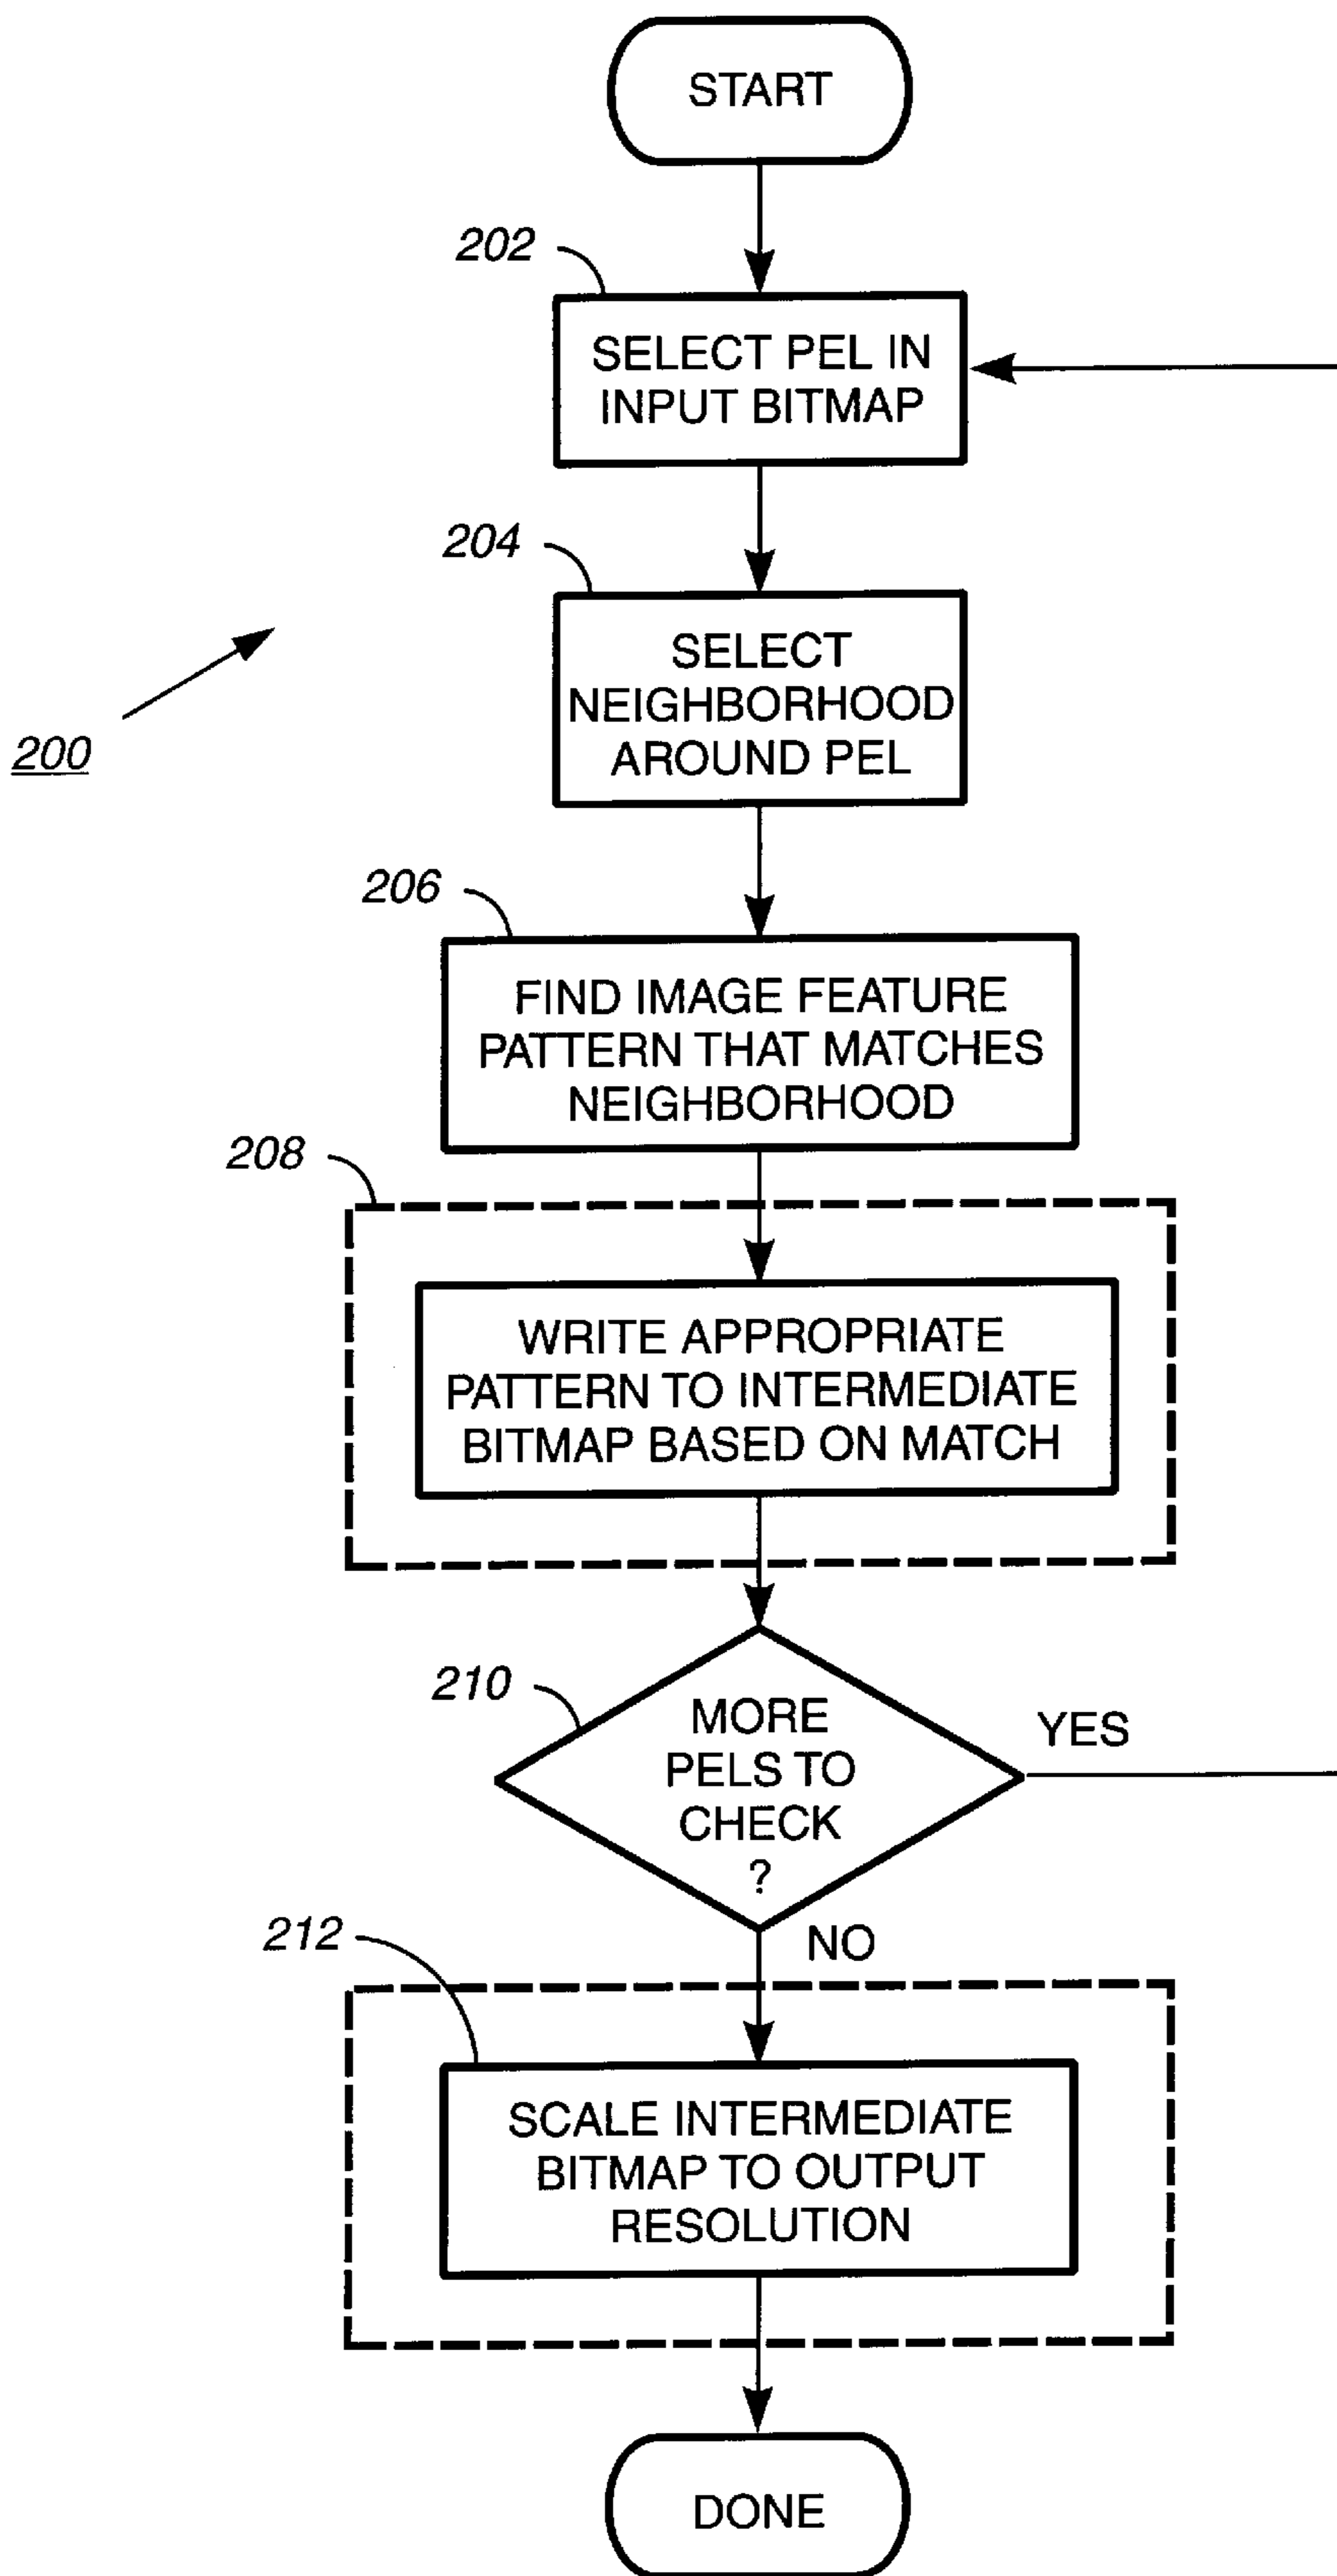 START
202
SELECT PEL IN
INPUT BITMAP
204
SELECT
NEIGHBORHOOD
AROUND PEL
200
206
FIND IMAGE FEATURE
PATTERN THAT MATCHES
NEIGHBORHOOD
208
WRITE APPROPRIATE
PATTERN TO INTERMEDIATE
BITMAP BASED ON MATCH
210
MORE
PELS TO
CHECK
?
YES
NO
212
SCALE INTERMEDIATE
BITMAP TO OUTPUT
RESOLUTION
DONE